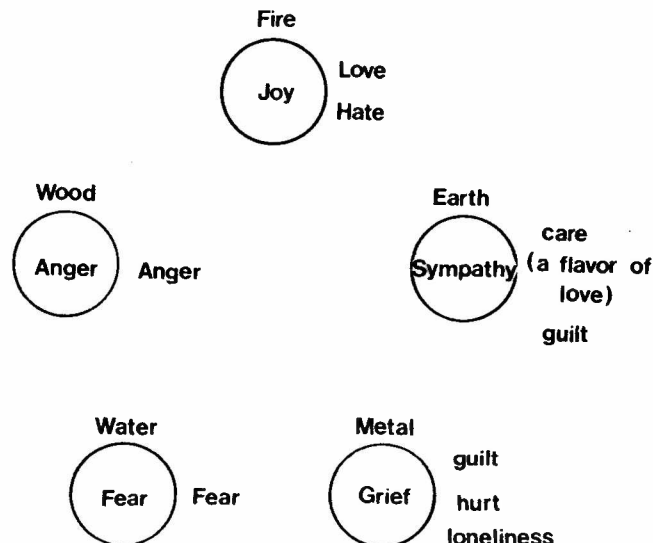 Fire
Joy
Love
Hate
Wood
Anger
Anger
Earth
Sympathy
care
(a flavor of
love)
guilt
Water
Fear
Fear
Metal
Grief
guilt
hurt
loneliness